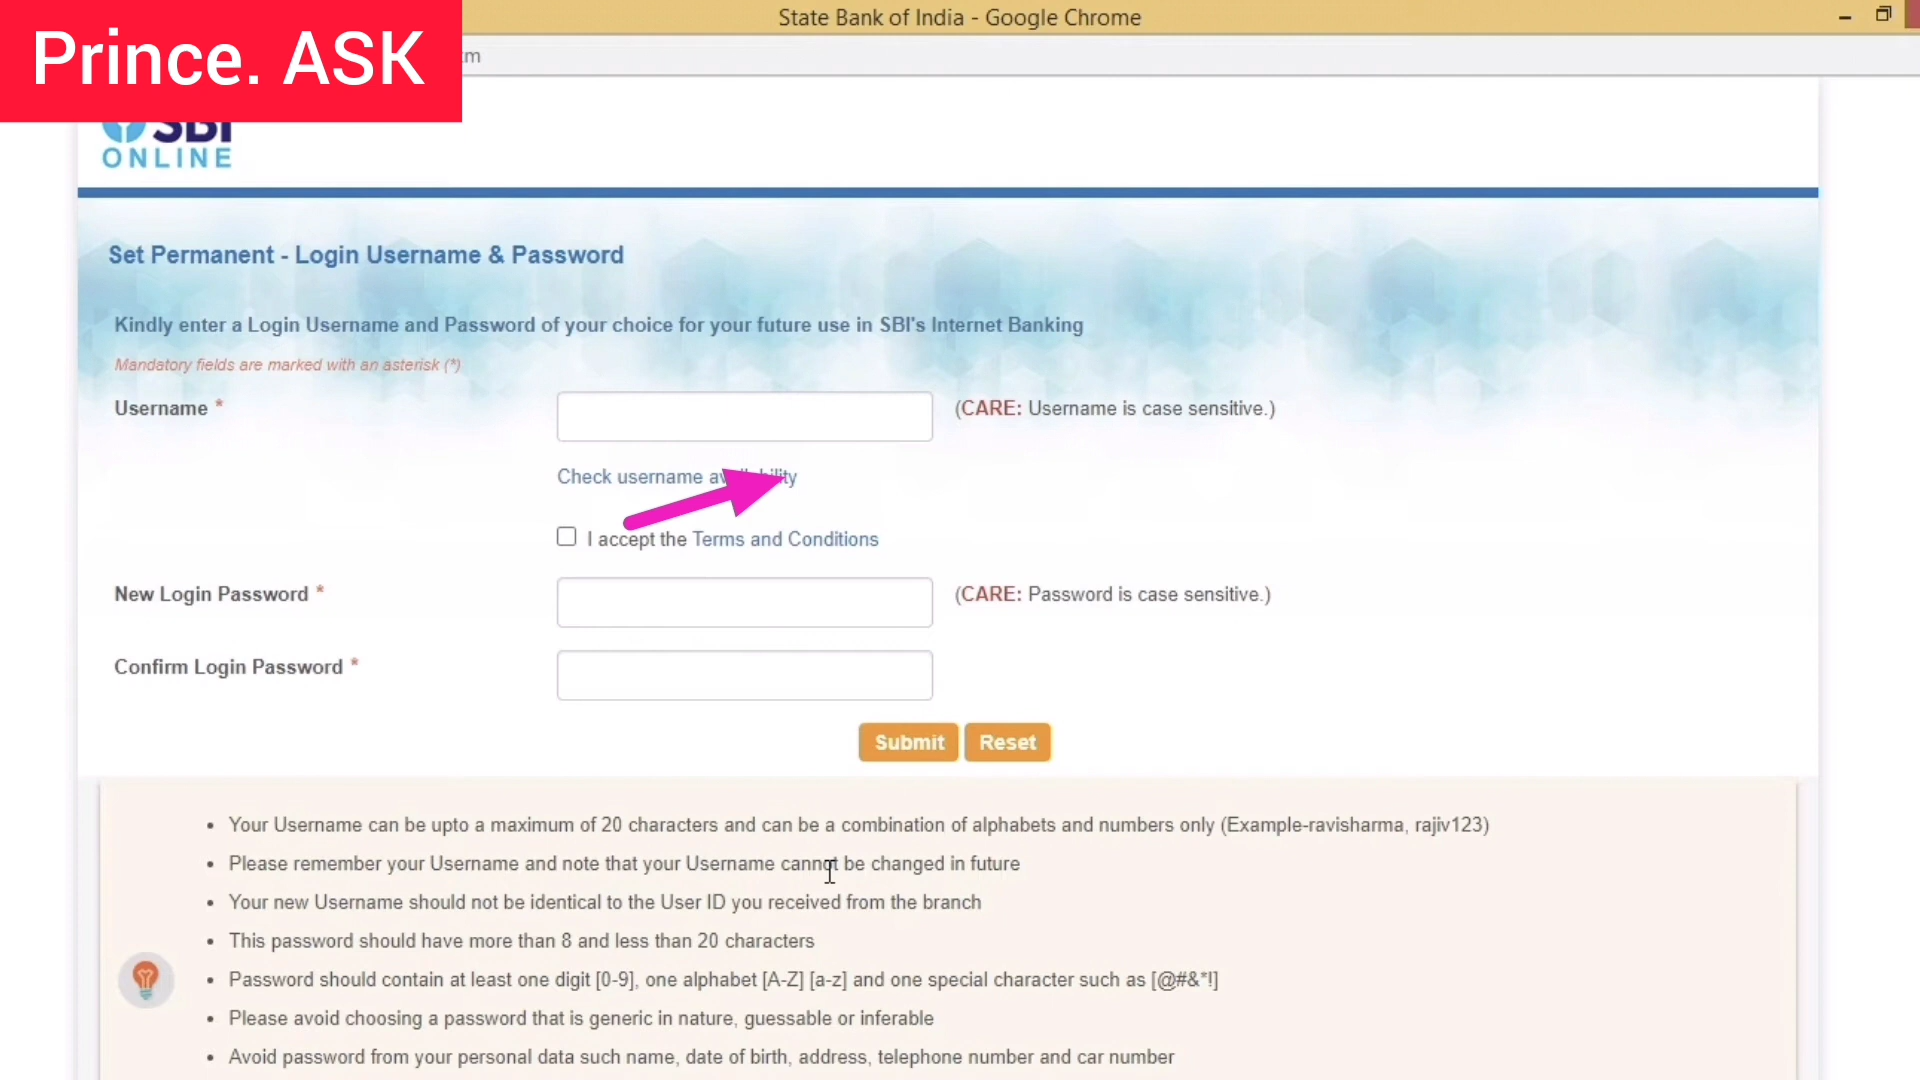 State Bank of India - Google Chrome
Prince. ASK
SBI
ONLINE
Set Permanent - Login Username & Password
Kindly enter a Login Username and Password of your choice for your future use in SBI's Internet Banking
Mandatory fields are marked with an asterisk (*)
Username * (CARE: Username is case sensitive.)
Check username availability
I accept the Terms and Conditions
New Login Password * (CARE: Password is case sensitive.)
Confirm Login Password *
Submit Reset
• Your Username can be upto a maximum of 20 characters and can be a combination of alphabets and numbers only (Example-ravisharma, rajiv123)
• Please remember your Username and note that your Username cannot be changed in future
• Your new Username should not be identical to the User ID you received from the branch
• This password should have more than 8 and less than 20 characters
• Password should contain at least one digit [0-9], one alphabet [A-Z] [a-z] and one special character such as [@#&*!]
• Please avoid choosing a password that is generic in nature, guessable or inferable
• Avoid password from your personal data such name, date of birth, address, telephone number and car number